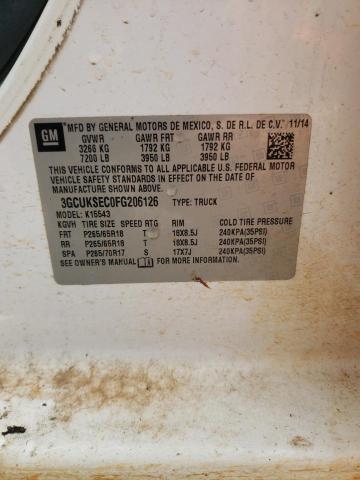 GM
MFD BY GENERAL MOTORS DE MEXICO, S. DE R.L. DE C.V. 11/14
GVWR GAWR FRT GAWR RR
3266 KG 1792 KG 1792 KG
7200 LB 3950 LB 3950 LB
THIS VEHICLE CONFORMS TO ALL APPLICABLE U.S. FEDERAL MOTOR
VEHICLE SAFETY AND THEFT PREVENTION STANDARDS IN
EFFECT ON THE DATE OF MANUFACTURE SHOWN ABOVE.
3GCUKSEC0FG206126 TYPE: TRUCK
MODEL: K15543
KGVH TIRE SIZE SPEED RTG RIM COLD TIRE PRESSURE
FRT P265/65R18 T 18X8.5J 240KPA(35PSI)
RR P265/65R18 T 18X8.5J 240KPA(35PSI)
SPA P265/70R17 S 17X7J 240KPA(35PSI)
SEE OWNER'S MANUAL FOR ADDITIONAL INFORMATION.